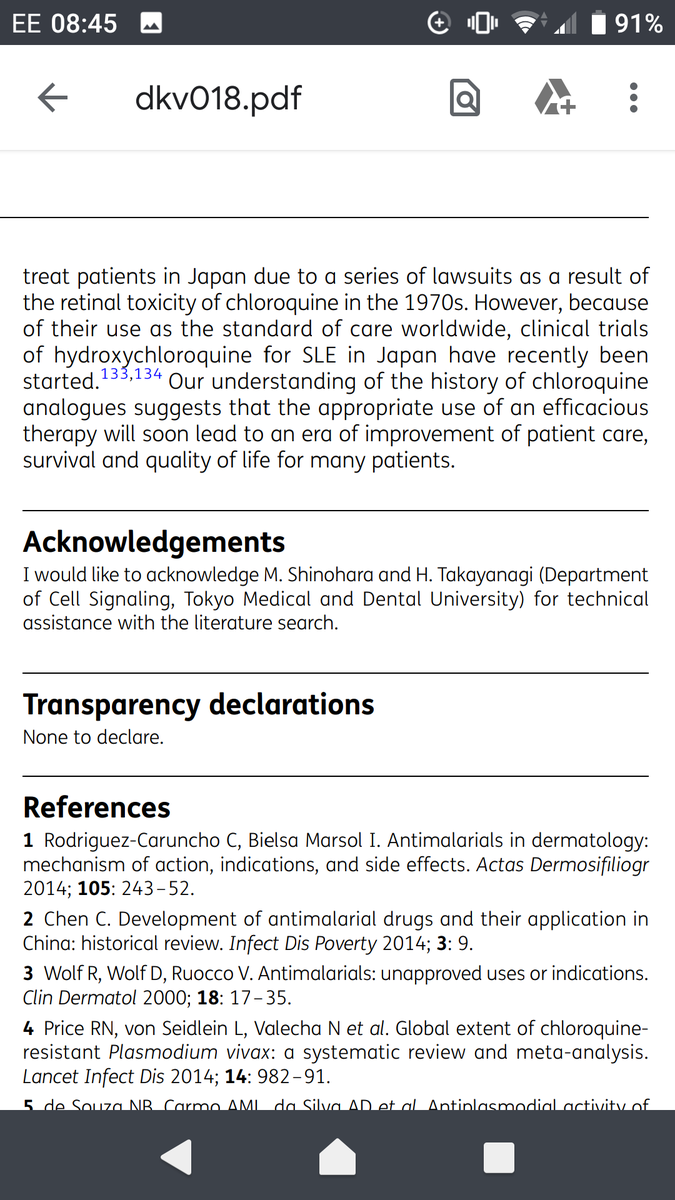 EE 08:45 91%
dkv018.pdf
treat patients in Japan due to a series of lawsuits as a result of
the retinal toxicity of chloroquine in the 1970s. However, because
of their use as the standard of care worldwide, clinical trials
of hydroxychloroquine for SLE in Japan have recently been
started.133,134 Our understanding of the history of chloroquine
analogues suggests that the appropriate use of an efficacious
therapy will soon lead to an era of improvement of patient care,
survival and quality of life for many patients.
Acknowledgements
I would like to acknowledge M. Shinohara and H. Takayanagi (Department
of Cell Signaling, Tokyo Medical and Dental University) for technical
assistance with the literature search.
Transparency declarations
None to declare.
References
1 Rodriguez-Caruncho C, Bielsa Marsol I. Antimalarials in dermatology:
mechanism of action, indications, and side effects. Actas Dermosifiliogr
2014; 105: 243–52.
2 Chen C. Development of antimalarial drugs and their application in
China: historical review. Infect Dis Poverty 2014; 3: 9.
3 Wolf R, Wolf D, Ruocco V. Antimalarials: unapproved uses or indications.
Clin Dermatol 2000; 18: 17–35.
4 Price RN, von Seidlein L, Valecha N et al. Global extent of chloroquine-
resistant Plasmodium vivax: a systematic review and meta-analysis.
Lancet Infect Dis 2014; 14: 982–91.
5 de Souza NB, Carmo AML, da Silva AD et al. Antiplasmodial activity of